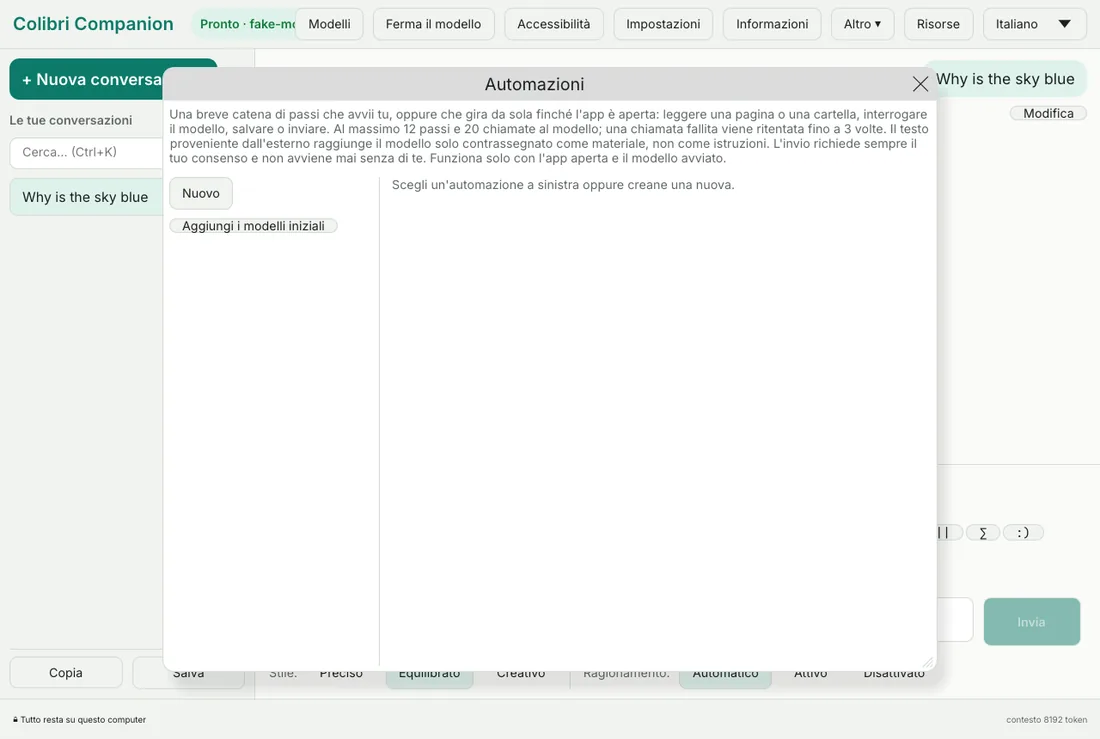 Colibri Companion
Pronto · fake-mo
Modelli
Ferma il modello
Accessibilità
Impostazioni
Informazioni
Altro ▾
Risorse
Italiano
+ Nuova conversa
Le tue conversazioni
Cerca... (Ctrl+K)
Why is the sky blue
Automazioni
Una breve catena di passi che avvii tu, oppure che gira da sola finché l'app è aperta: leggere una pagina o una cartella, interrogare
il modello, salvare o inviare. Al massimo 12 passi e 20 chiamate al modello; una chiamata fallita viene ritentata fino a 3 volte. Il testo
proveniente dall'esterno raggiunge il modello solo contrassegnato come materiale, non come istruzioni. L'invio richiede sempre il
tuo consenso e non avviene mai senza di te. Funziona solo con l'app aperta e il modello avviato.
Nuovo
Aggiungi i modelli iniziali
Scegli un'automazione a sinistra oppure creane una nuova.
Why is the sky blue
Modifica
||
∑
:)
Invia
Copia
Salva
Stile:
Preciso
Equilibrato
Creativo
Ragionamento:
Automatico
Attivo
Disattivato
Tutto resta su questo computer
contesto 8192 token